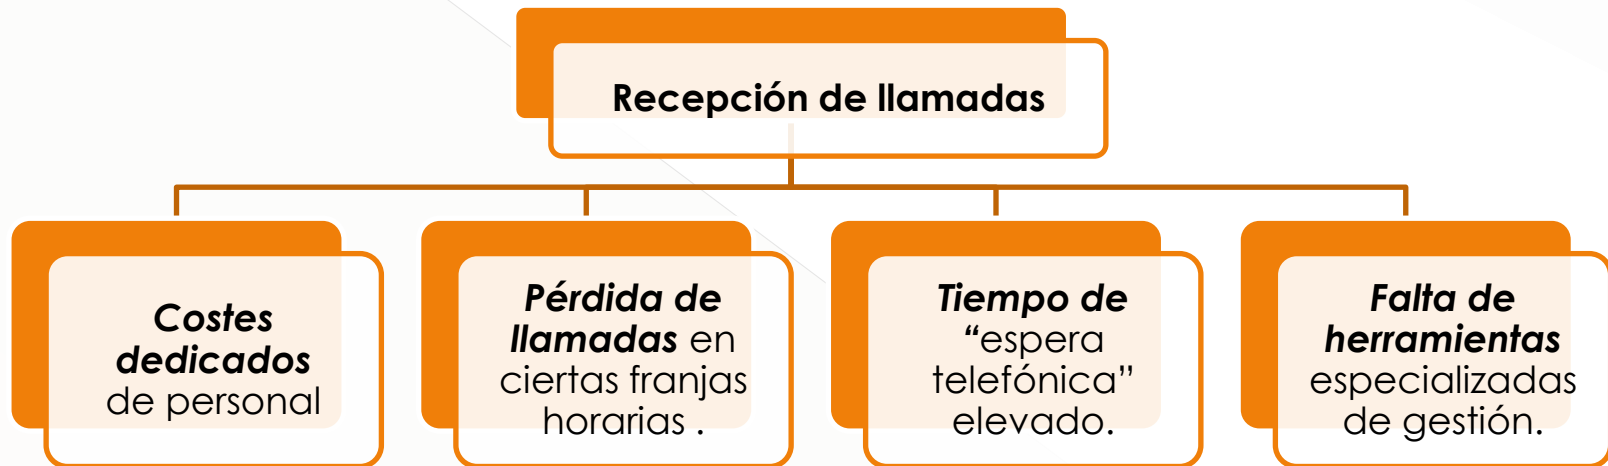 Recepción de llamadas
Costes
dedicados
de personal
Pérdida de
llamadas en
ciertas franjas
horarias .
Tiempo de
“espera
telefónica”
elevado.
Falta de
herramientas
especializadas
de gestión.